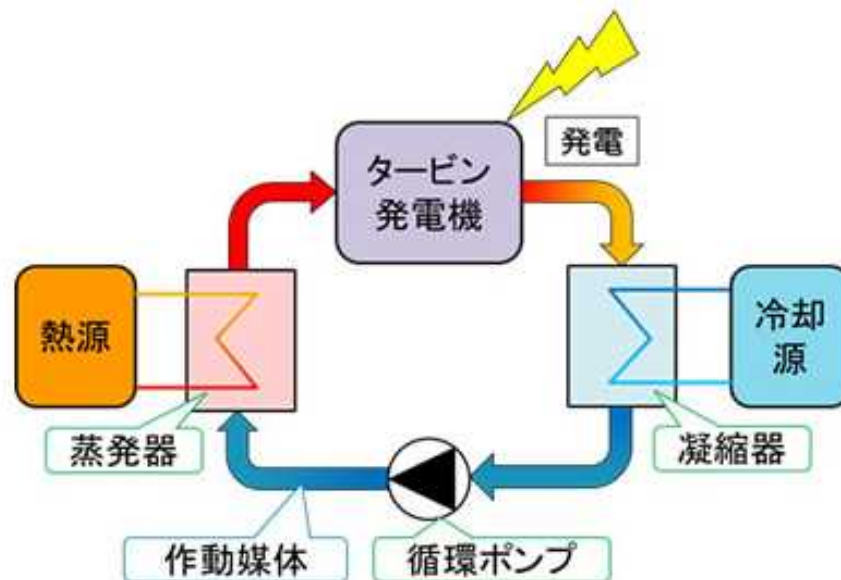 タービン
発電機
発電
熱源
冷却
源
蒸発器
凝縮器
作動媒体
循環ポンプ